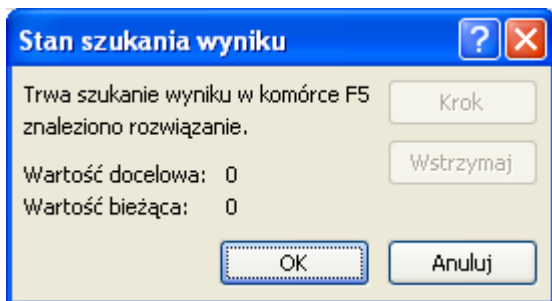 Stan szukania wyniku
Trwa szukanie wyniku w komórce F5
znaleziono rozwiązanie.
Krok
Wstrzymaj
Wartość docelowa: 0
Wartość bieżąca: 0
OK
Anuluj